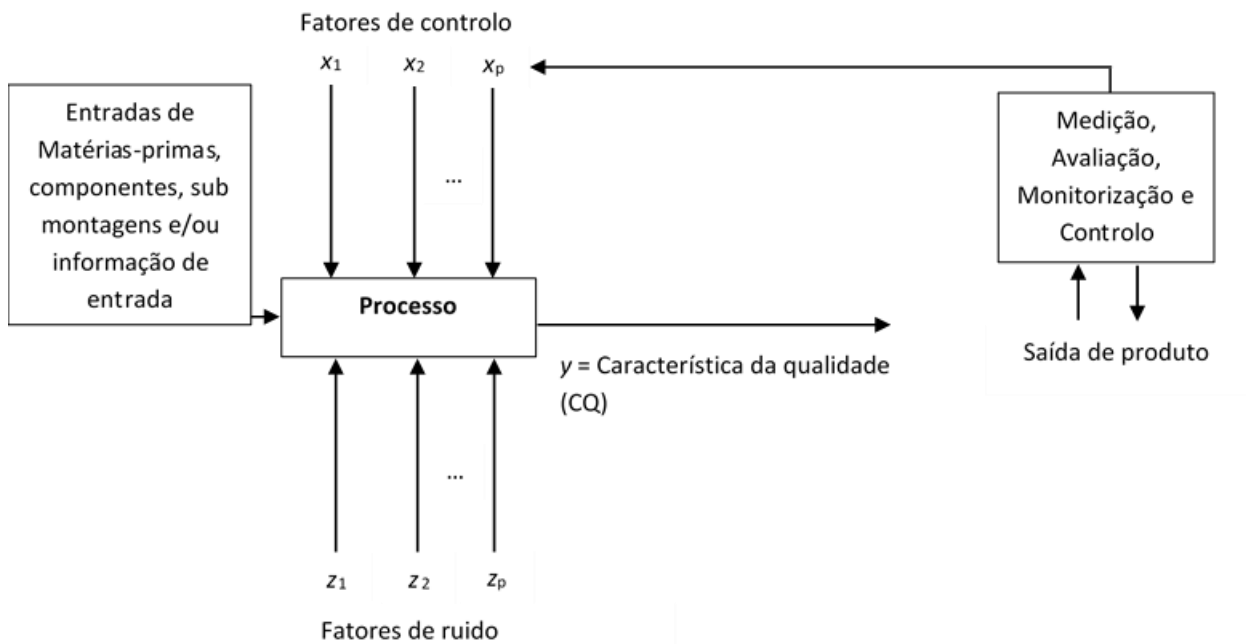 Fatores de controlo
x1 x2 xp
Entradas de
Matérias-primas,
componentes, sub
montagens e/ou
informação de
entrada
...
Medição,
Avaliação,
Monitorização e
Controlo
Processo
y = Característica da qualidade
(CQ)
Saída de produto
...
z1 z2 zp
Fatores de ruido